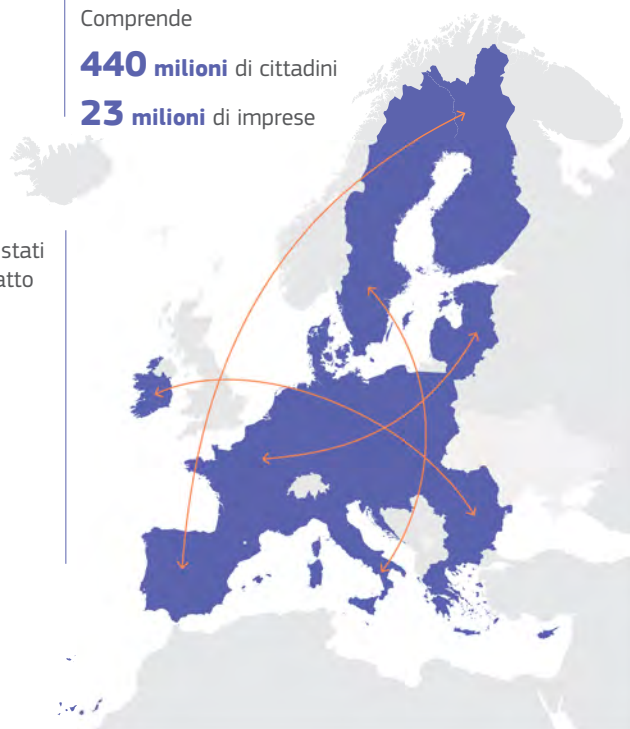 Comprende
440 milioni di cittadini
23 milioni di imprese
stati
atto